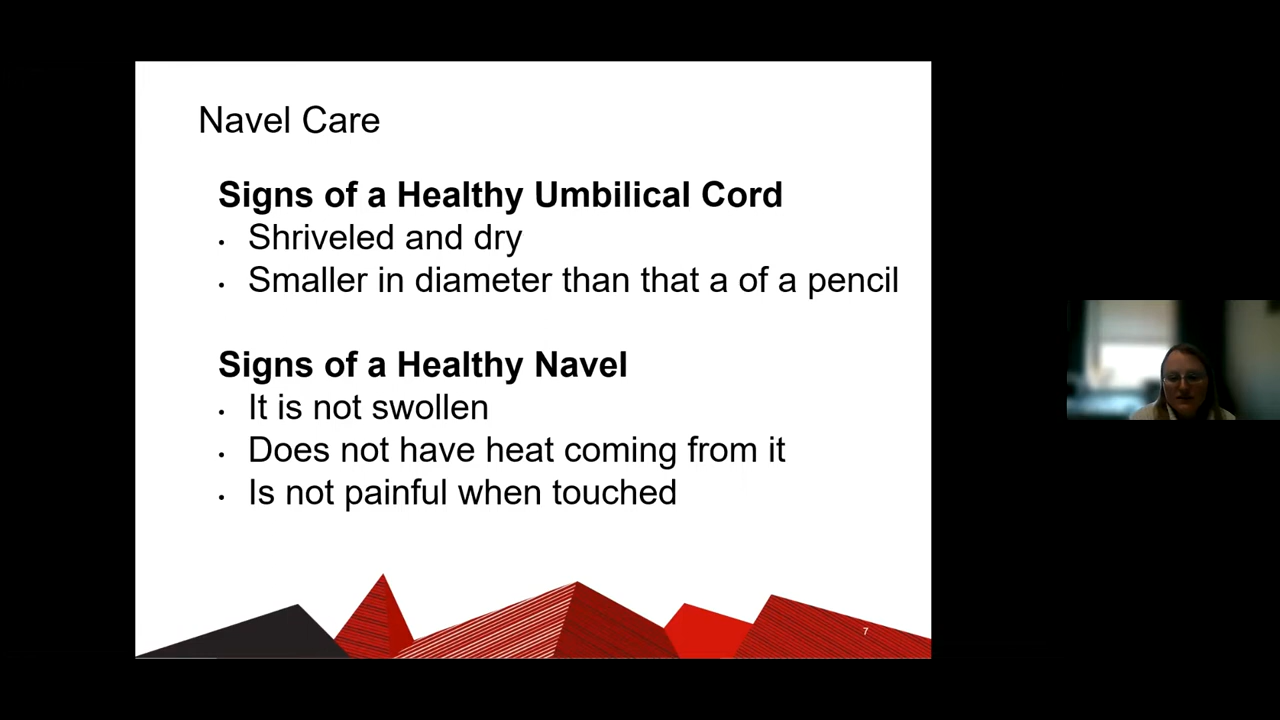 Navel Care
Signs of a Healthy Umbilical Cord
• Shriveled and dry
• Smaller in diameter than that a of a pencil
Signs of a Healthy Navel
• It is not swollen
• Does not have heat coming from it
• Is not painful when touched
7